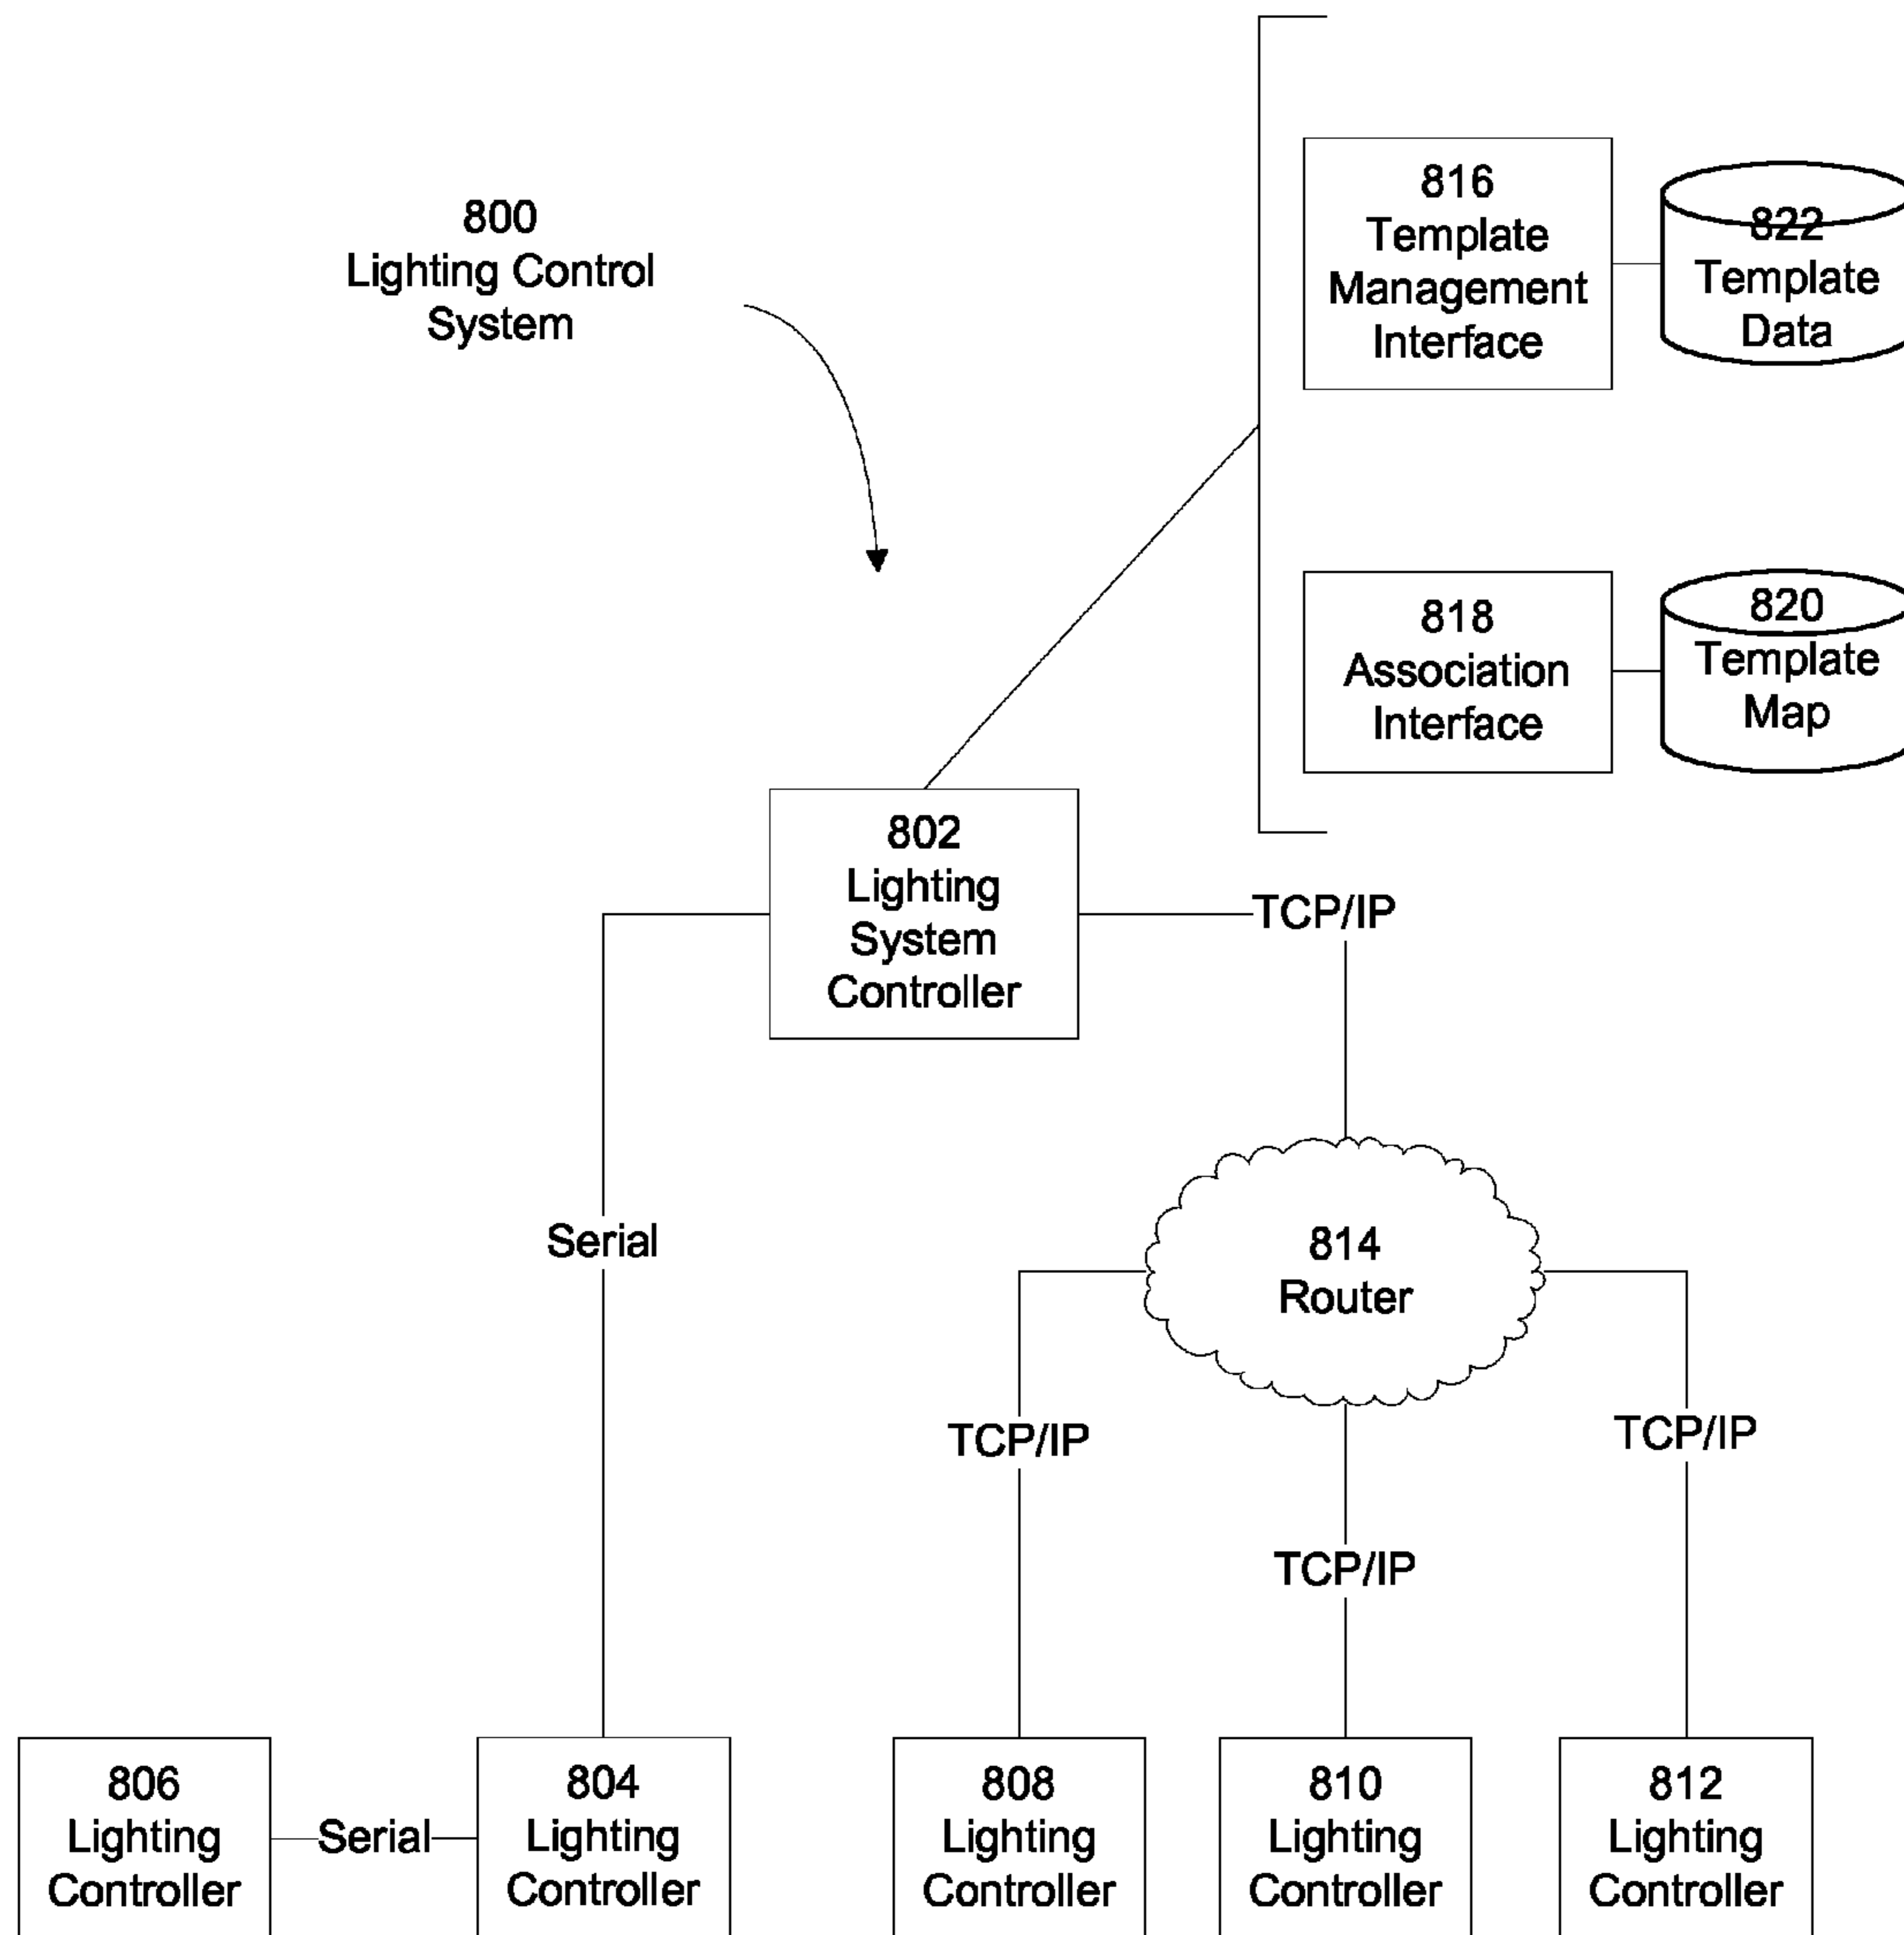 800
Lighting Control
System
816
Template
Management
Interface
822
Template
Data
818
Association
Interface
820
Template
Map
802
Lighting
System
Controller
TCP/IP
Serial
814
Router
TCP/IP
TCP/IP
TCP/IP
806
Lighting
Controller
Serial
804
Lighting
Controller
808
Lighting
Controller
810
Lighting
Controller
812
Lighting
Controller